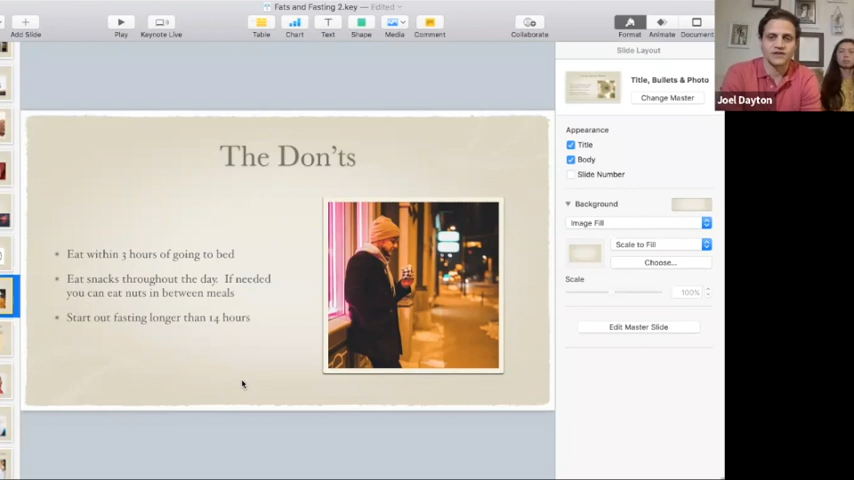 Fats and Fasting 2.key — Edited
Add Slide
Play
Keynote Live
Table
Chart
Text
Shape
Media
Comment
Collaborate
Format
Animate
Document
Slide Layout
Title, Bullets & Photo
Change Master
Appearance
Title
Body
Slide Number
Background
Image Fill
Scale to Fill
Choose...
Scale
100%
Edit Master Slide
Joel Dayton
The Don'ts
Eat within 3 hours of going to bed
Eat snacks throughout the day. If needed
you can eat nuts in between meals
Start out fasting longer than 14 hours